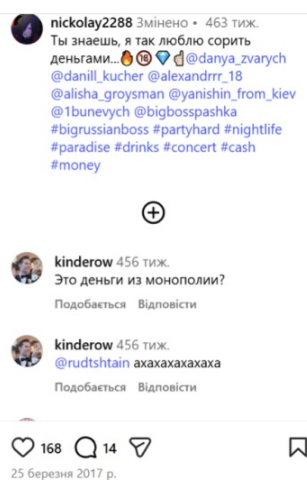 nickolay2288 Змінено • 463 тиж.
Ты знаешь, я так люблю сорить
деньгами...🔥🔞💎☝️@danya_zvarych
@danill_kucher @alexandrrr_18
@alisha_groysman @yanishin_from_kiev
@1bunevych @bigbosspashka
#bigrussianboss #partyhard #nightlife
#paradise #drinks #concert #cash
#money
kinderow 456 тиж.
Это деньги из монополии?
Подобається Відповісти
kinderow 456 тиж.
@rudtshtain ахахахахахаха
Подобається Відповісти
168 14
25 березня 2017 р.